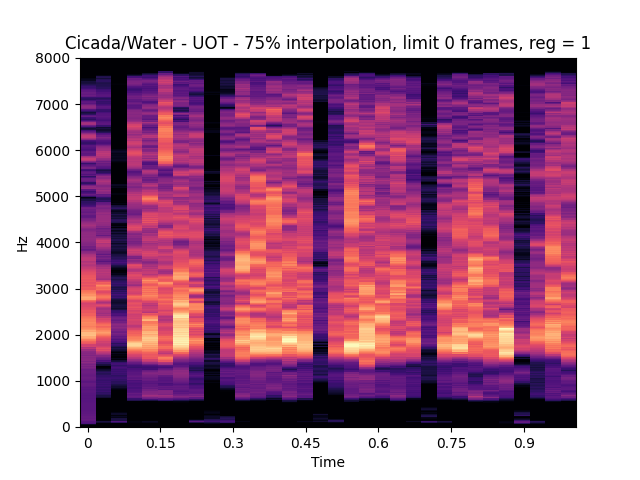 Cicada/Water - UOT - 75% interpolation, limit 0 frames, reg = 1
8000
7000
6000
5000
4000
3000
2000
1000
0
Hz
0 0.15 0.3 0.45 0.6 0.75 0.9
Time